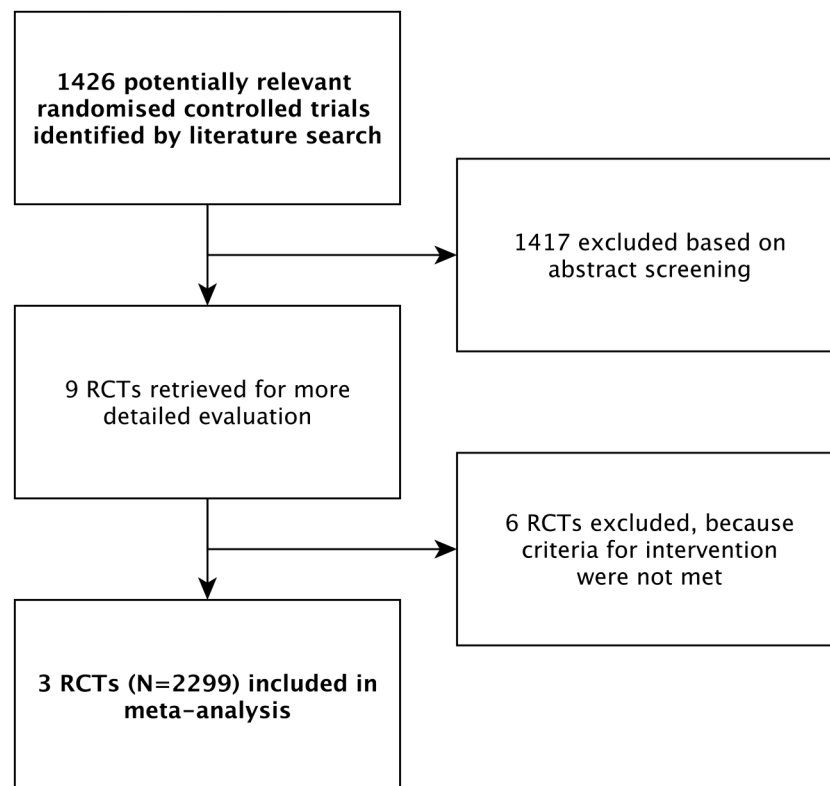 1426 potentially relevant
randomised controlled trials
identified by literature search
1417 excluded based on
abstract screening
9 RCTs retrieved for more
detailed evaluation
6 RCTs excluded, because
criteria for intervention
were not met
3 RCTs (N=2299) included in
meta-analysis